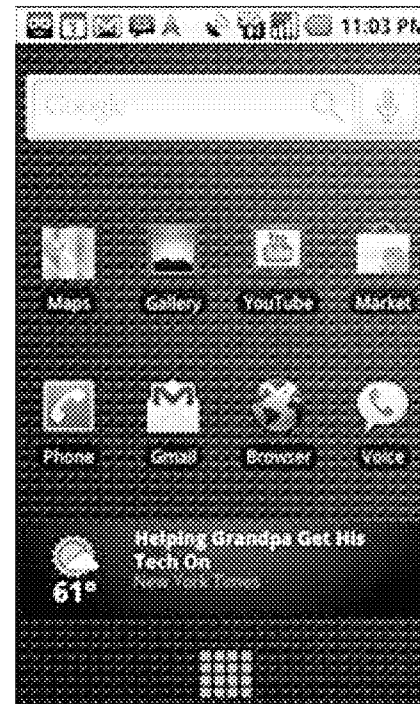 11:03 PM
Google
Maps Gallery YouTube Market
Phone Gmail Browser Voice
Helping Grandpa Get His
Tech On
New York Times
61°